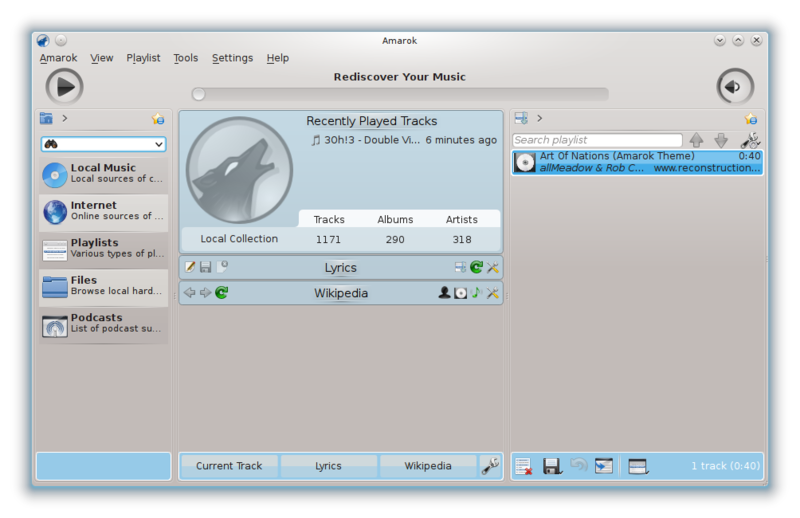 Amarok
Amarok View Playlist Tools Settings Help
Rediscover Your Music
Local Music
Local sources of c...
Internet
Online sources of ...
Playlists
Various types of pl...
Files
Browse local hard...
Podcasts
List of podcast su...
Recently Played Tracks
30h!3 - Double Vi... 6 minutes ago
Tracks Albums Artists
Local Collection 1171 290 318
Lyrics
Wikipedia
Current Track Lyrics Wikipedia
Search playlist
Art Of Nations (Amarok Theme) 0:40
allMeadow & Rob C... www.reconstruction...
1 track (0:40)